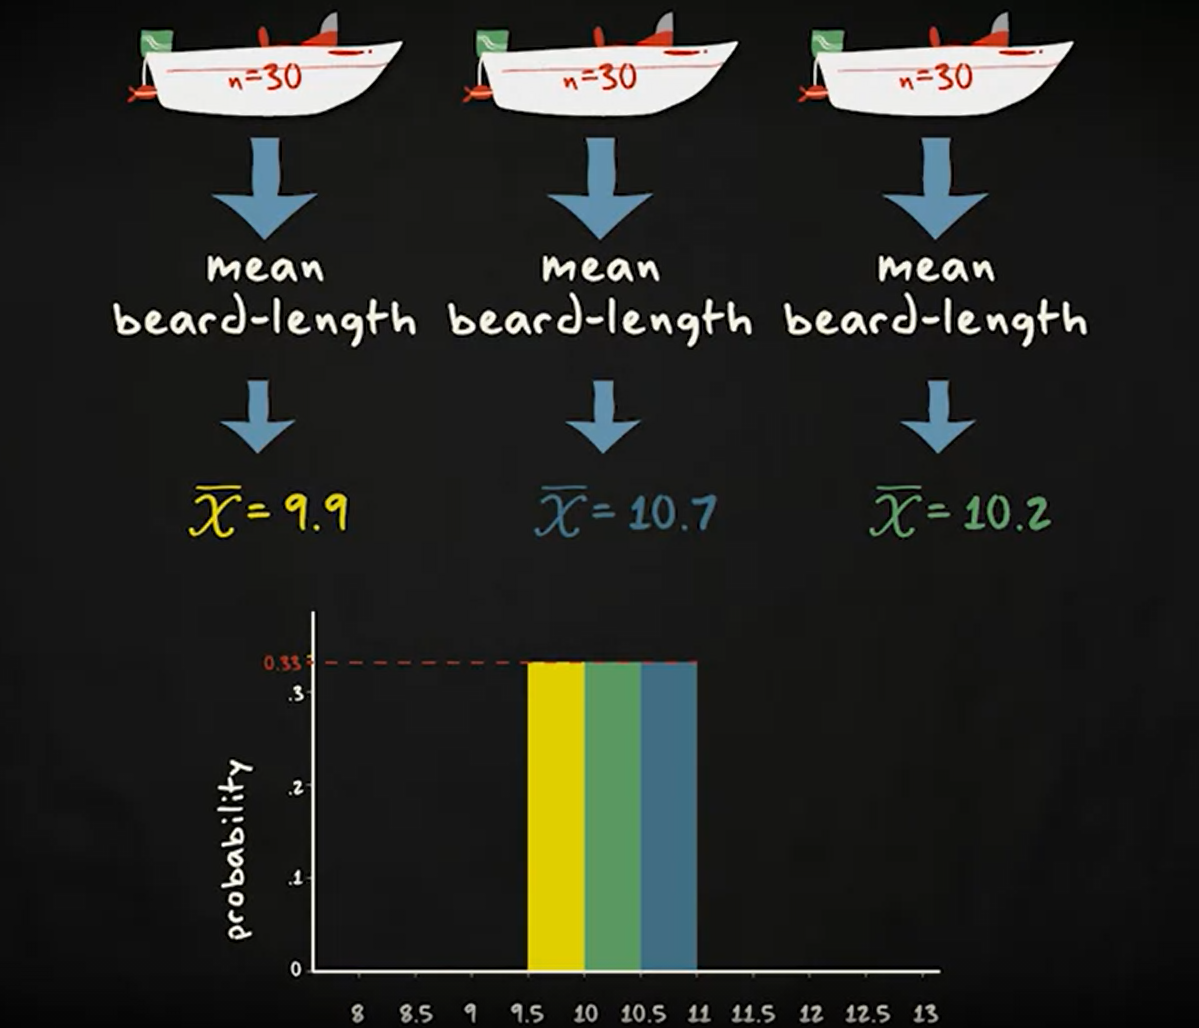 n=30 n=30 n=30
mean mean mean
beard-length beard-length beard-length
x̄ = 9.9 x̄ = 10.7 x̄ = 10.2
0.33
.3
.2
.1
0
probability
8 8.5 9 9.5 10 10.5 11 11.5 12 12.5 13